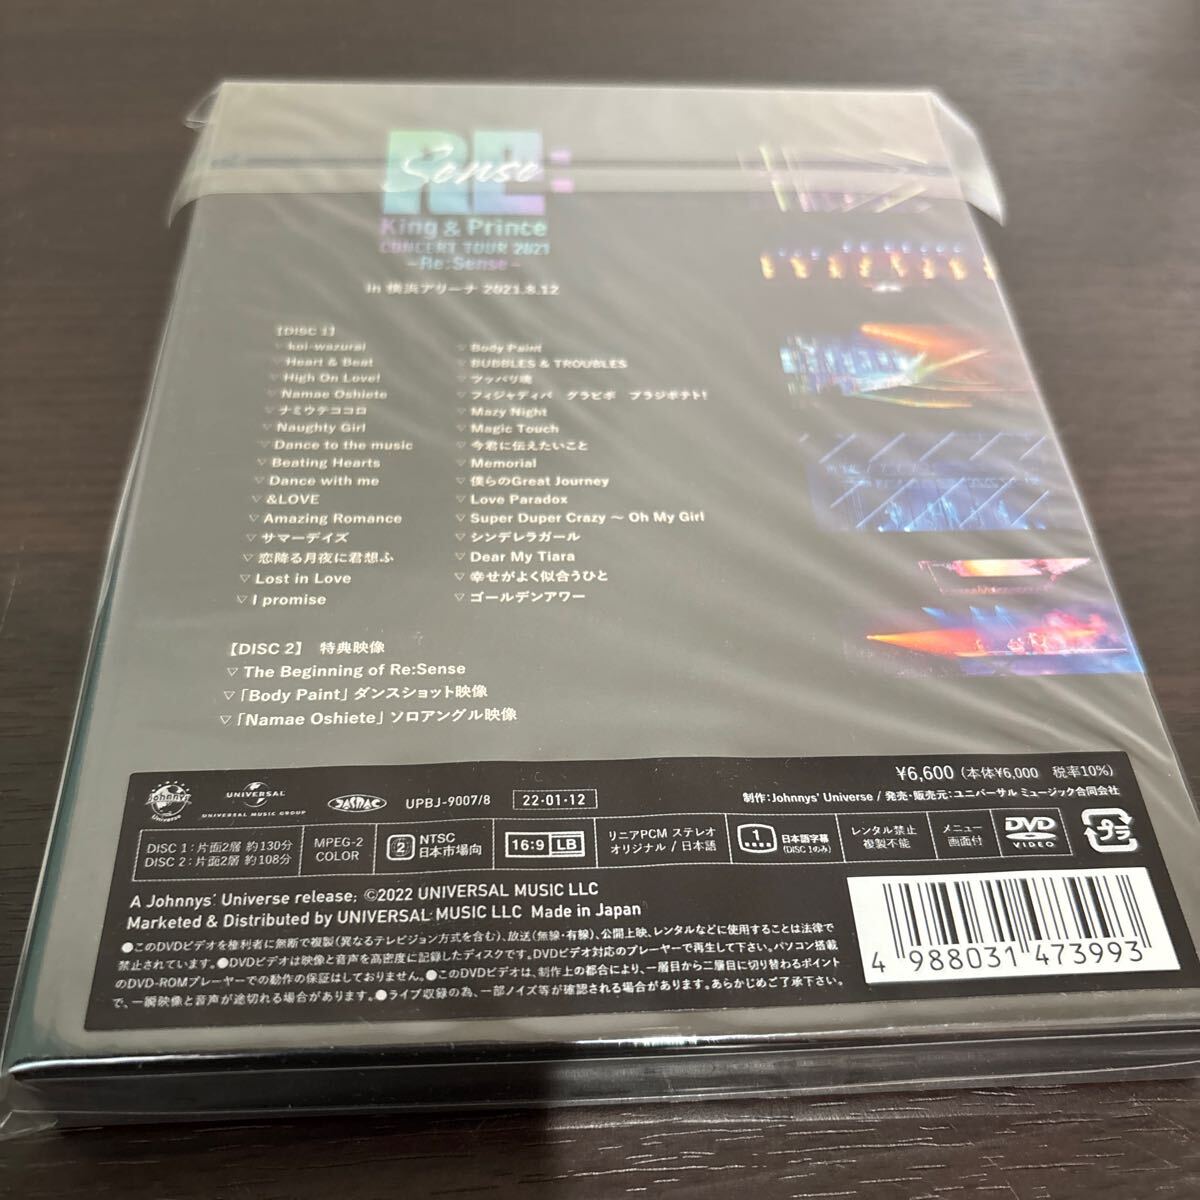 RE:
Sense
King & Prince
CONCERT TOUR 2021
~Re:Sense~
in 横浜アリーナ 2021.8.12
【DISC 1】
▽ koi-wazurai
▽ Heart & Beat
▽ High On Love!
▽ Namae Oshiete
▽ ナミウテココロ
▽ Naughty Girl
▽ Dance to the music
▽ Beating Hearts
▽ Dance with me
▽ &LOVE
▽ Amazing Romance
▽ サマーデイズ
▽ 恋降る月夜に君想ふ
▽ Lost in Love
▽ I promise
▽ Body Paint
▽ BUBBLES & TROUBLES
▽ ツッパリ魂
▽ フィジャディバ グラビボ ブラジポテト!
▽ Mazy Night
▽ Magic Touch
▽ 今君に伝えたいこと
▽ Memorial
▽ 僕らのGreat Journey
▽ Love Paradox
▽ Super Duper Crazy ～ Oh My Girl
▽ シンデレラガール
▽ Dear My Tiara
▽ 幸せがよく似合うひと
▽ ゴールデンアワー
【DISC 2】 特典映像
▽ The Beginning of Re:Sense
▽ 「Body Paint」ダンスショット映像
▽ 「Namae Oshiete」ソロアングル映像
¥6,600（本体¥6,000 税率10%）
Johnnys' Universe
UNIVERSAL
UNIVERSAL MUSIC GROUP
JASRAC
UPBJ-9007/8
22・01・12
制作：Johnnys' Universe / 発売・販売元：ユニバーサル ミュージック合同会社
DISC 1：片面2層 約130分
DISC 2：片面2層 約108分
MPEG-2
COLOR
2
NTSC
日本市場向
16:9 LB
リニアPCM ステレオ
オリジナル / 日本語
1
日本語字幕
(DISC 1のみ)
レンタル禁止
複製不能
メニュー
画面付
DVD
VIDEO
プラ
A Johnnys' Universe release; ©2022 UNIVERSAL MUSIC LLC
Marketed & Distributed by UNIVERSAL MUSIC LLC Made in Japan
●このDVDビデオを権利者に無断で複製(異なるテレビジョン方式を含む)、放送(無線・有線)、公開上映、レンタルなどに使用することは法律で
禁止されています。●DVDビデオは映像と音声を高密度に記録したディスクです。DVDビデオ対応のプレーヤーで再生して下さい。パソコン搭載
のDVD-ROMプレーヤーでの動作の保証はしておりません。●このDVDビデオは、制作上の都合により、一層目から二層目に切り替わるポイント
で、一瞬映像と音声が途切れる場合があります。●ライブ収録の為、一部ノイズ等が確認される場合があります。あらかじめご了承下さい。
4 988031 473993